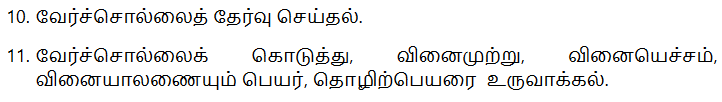 10. வேர்ச்சொல்லைத் தேர்வு செய்தல்.
11. வேர்ச்சொல்லைக் கொடுத்து, வினைமுற்று, வினையெச்சம்,
வினையாலணையும் பெயர், தொழிற்பெயரை உருவாக்கல்.